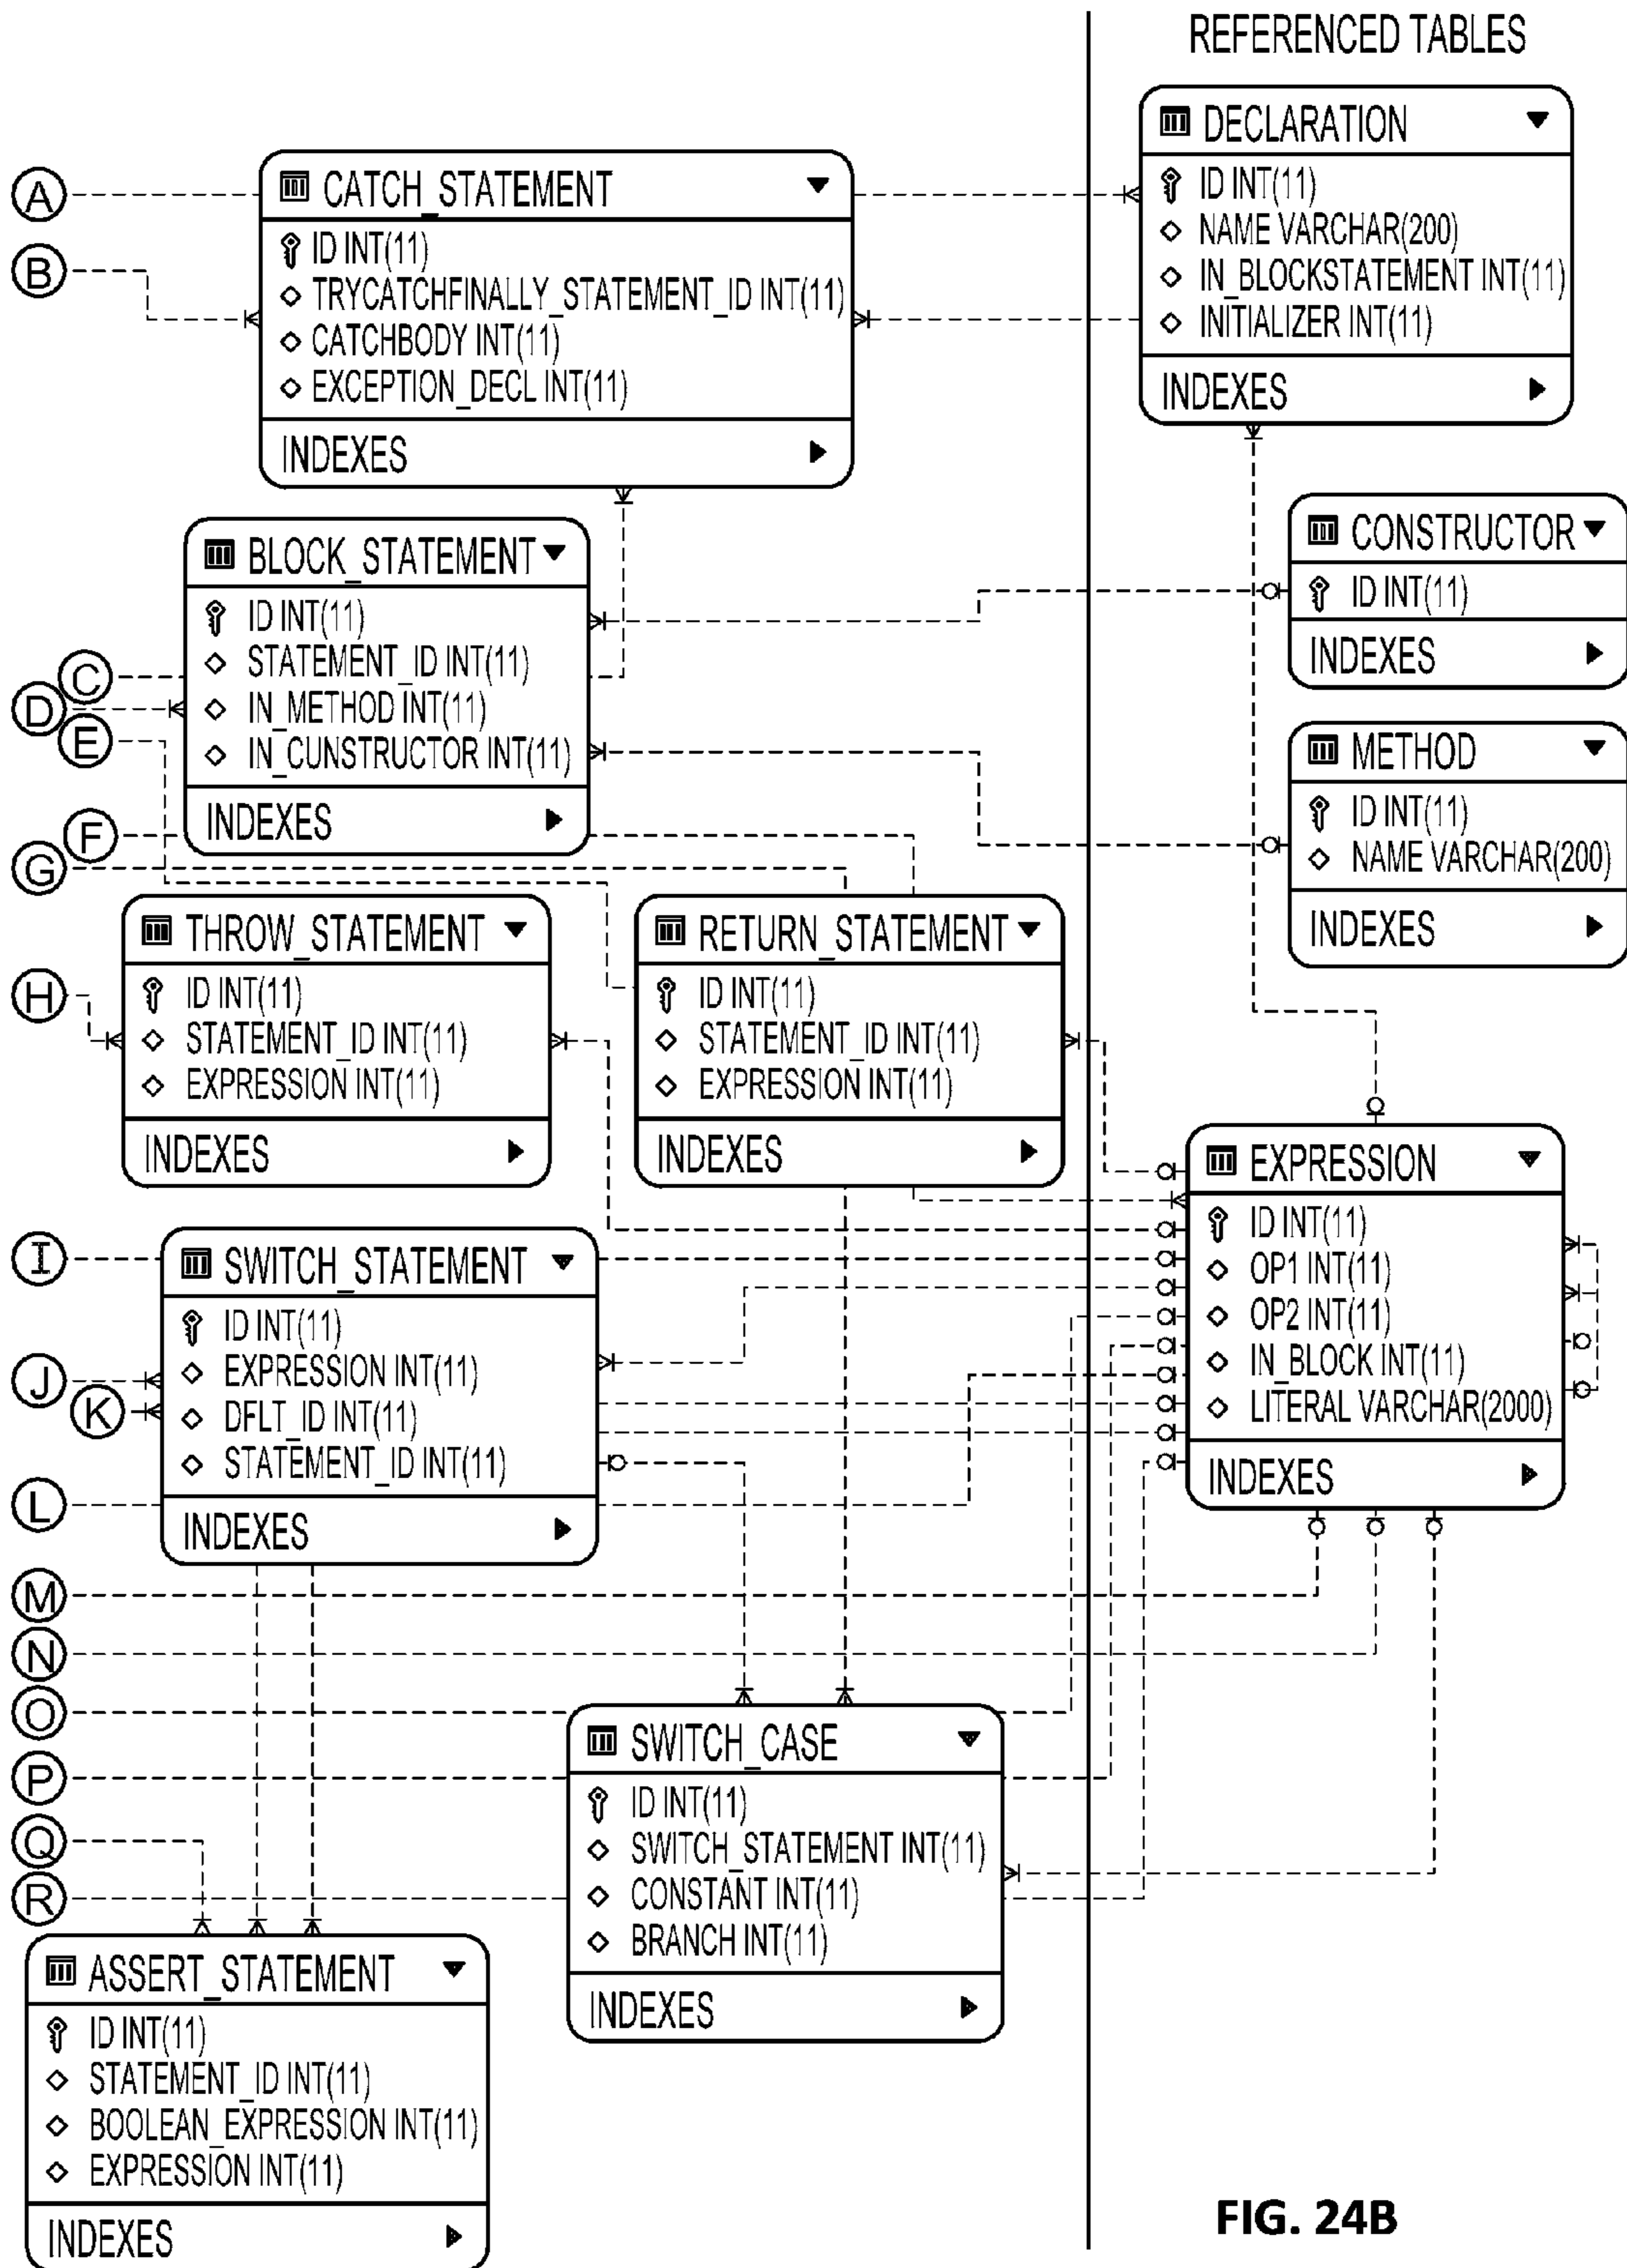 REFERENCED TABLES
DECLARATION
ID INT(11)
NAME VARCHAR(200)
IN_BLOCKSTATEMENT INT(11)
INITIALIZER INT(11)
INDEXES
A
B
CATCH_STATEMENT
ID INT(11)
TRYCATCHFINALLY_STATEMENT_ID INT(11)
CATCHBODY INT(11)
EXCEPTION_DECL INT(11)
INDEXES
CONSTRUCTOR
ID INT(11)
INDEXES
BLOCK_STATEMENT
ID INT(11)
STATEMENT_ID INT(11)
IN_METHOD INT(11)
IN_CUNSTRUCTOR INT(11)
INDEXES
C
D
E
F
G
METHOD
ID INT(11)
NAME VARCHAR(200)
INDEXES
THROW_STATEMENT
ID INT(11)
STATEMENT_ID INT(11)
EXPRESSION INT(11)
INDEXES
H
RETURN_STATEMENT
ID INT(11)
STATEMENT_ID INT(11)
EXPRESSION INT(11)
INDEXES
EXPRESSION
ID INT(11)
OP1 INT(11)
OP2 INT(11)
IN_BLOCK INT(11)
LITERAL VARCHAR(2000)
INDEXES
I
SWITCH_STATEMENT
ID INT(11)
EXPRESSION INT(11)
DFLT_ID INT(11)
STATEMENT_ID INT(11)
INDEXES
J
K
L
M
N
O
P
Q
R
SWITCH_CASE
ID INT(11)
SWITCH_STATEMENT INT(11)
CONSTANT INT(11)
BRANCH INT(11)
INDEXES
ASSERT_STATEMENT
ID INT(11)
STATEMENT_ID INT(11)
BOOLEAN_EXPRESSION INT(11)
EXPRESSION INT(11)
INDEXES
FIG. 24B